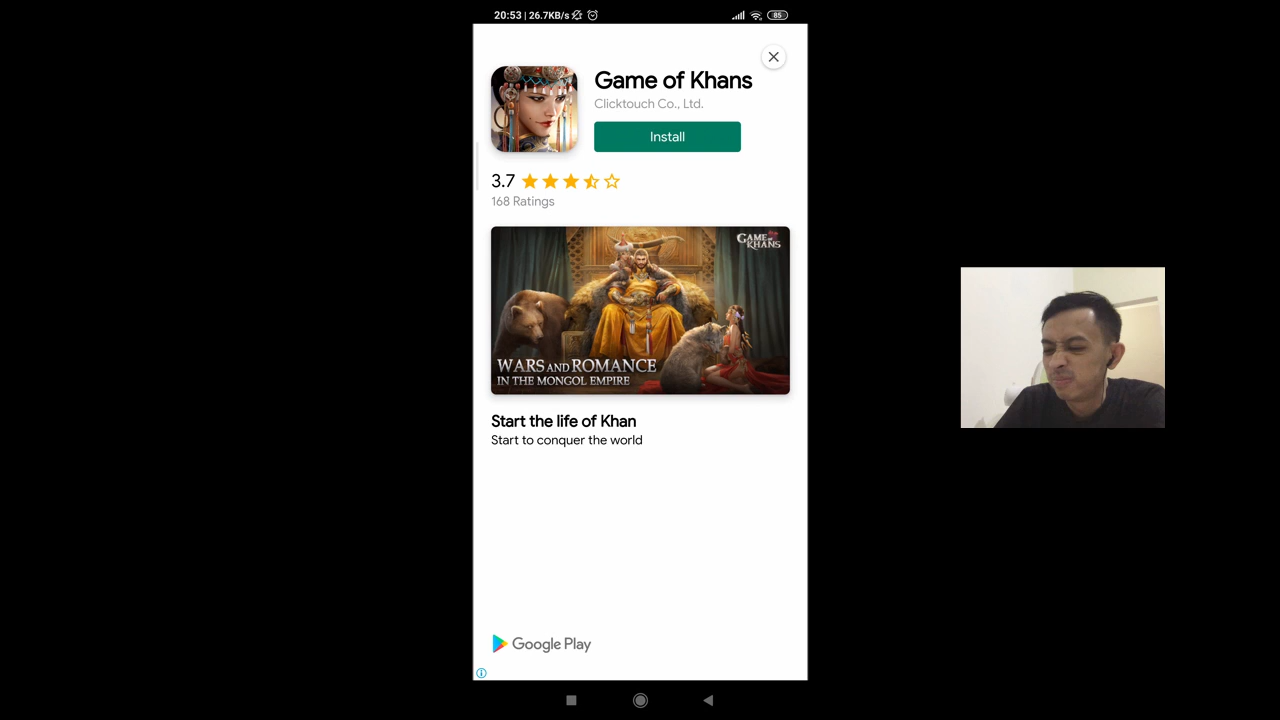 20:53 | 26.7KB/s
85
Game of Khans
Clicktouch Co., Ltd.
Install
3.7
168 Ratings
GAME OF KHANS
WARS AND ROMANCE
IN THE MONGOL EMPIRE
Start the life of Khan
Start to conquer the world
Google Play